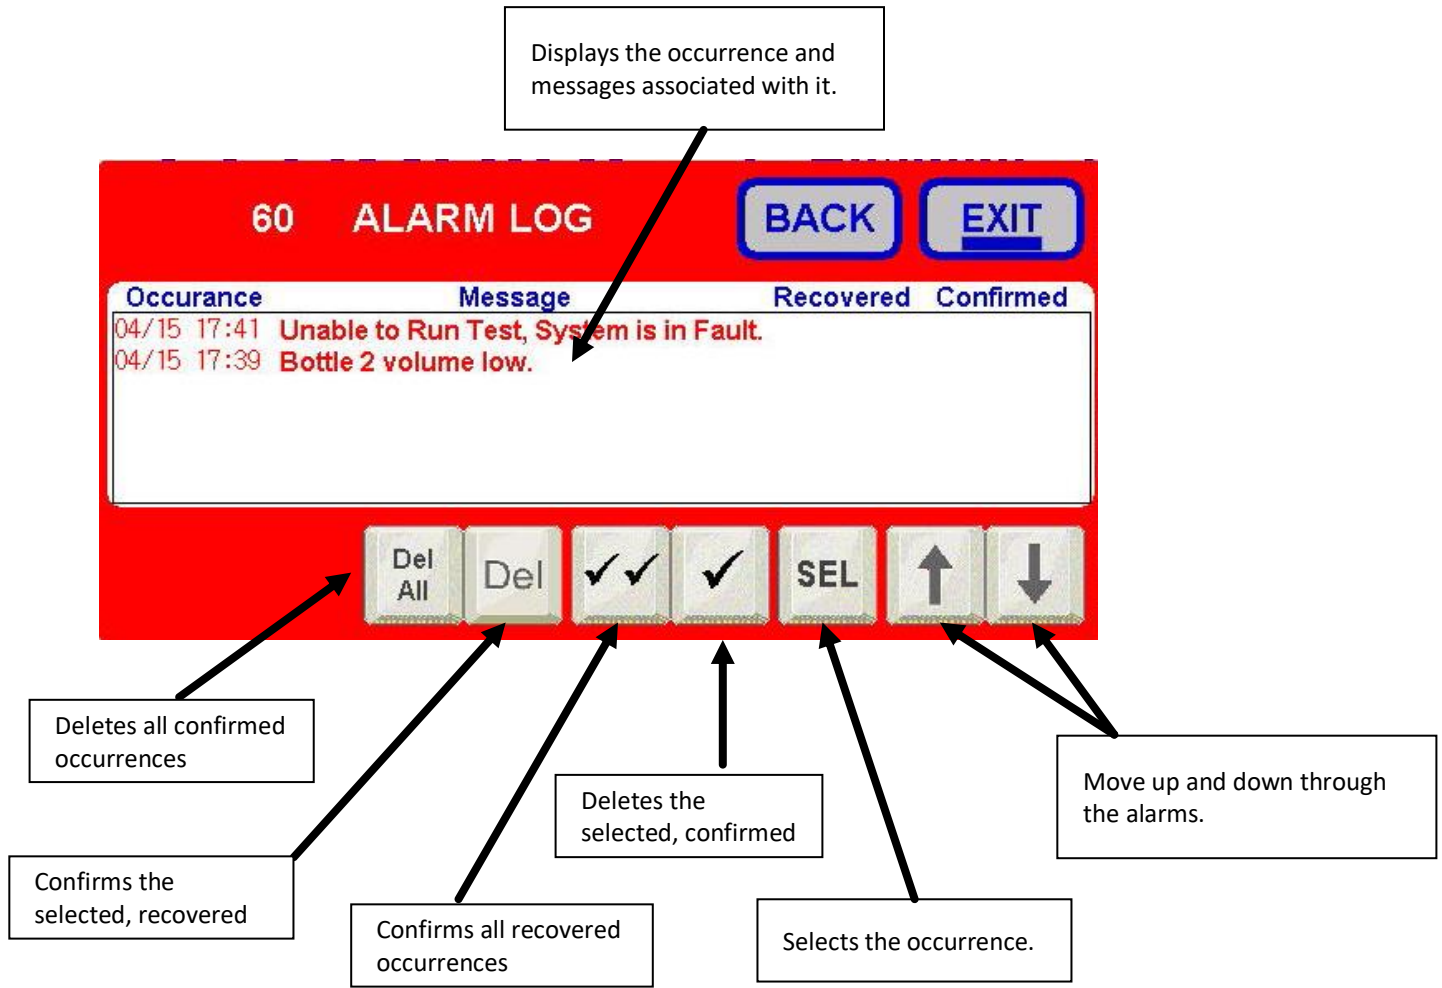 Displays the occurrence and
messages associated with it.
60 ALARM LOG
BACK
EXIT
Occurance Message Recovered Confirmed
04/15 17:41 Unable to Run Test, System is in Fault.
04/15 17:39 Bottle 2 volume low.
Del
All
Del
SEL
Deletes all confirmed
occurrences
Deletes the
selected, confirmed
Move up and down through
the alarms.
Confirms the
selected, recovered
Confirms all recovered
occurrences
Selects the occurrence.